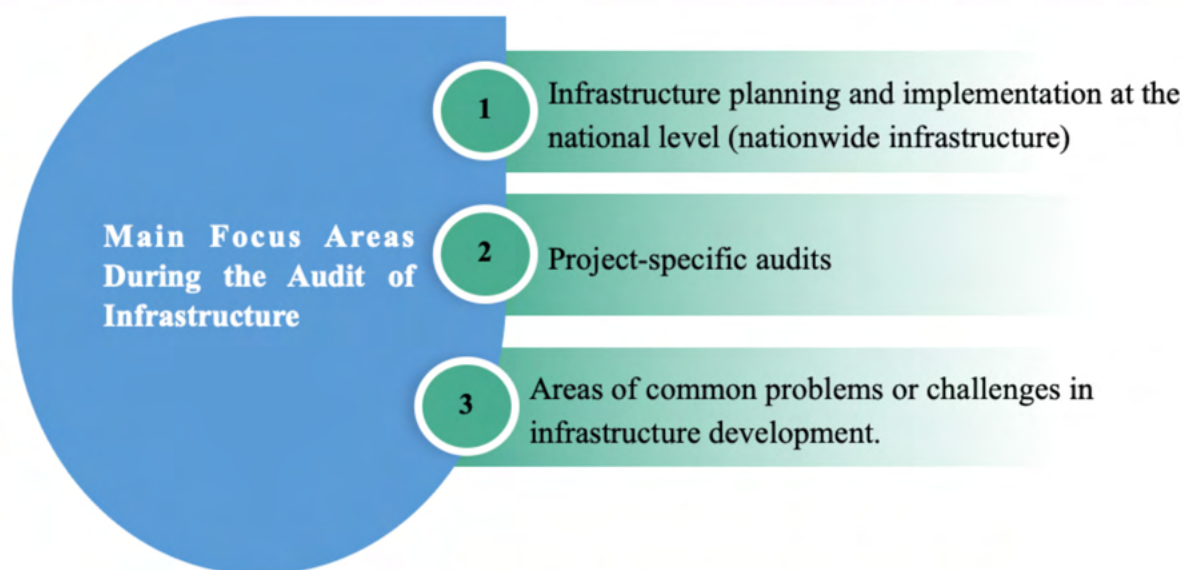 Main Focus Areas
During the Audit of
Infrastructure
1
Infrastructure planning and implementation at the
national level (nationwide infrastructure)
2
Project-specific audits
3
Areas of common problems or challenges in
infrastructure development.